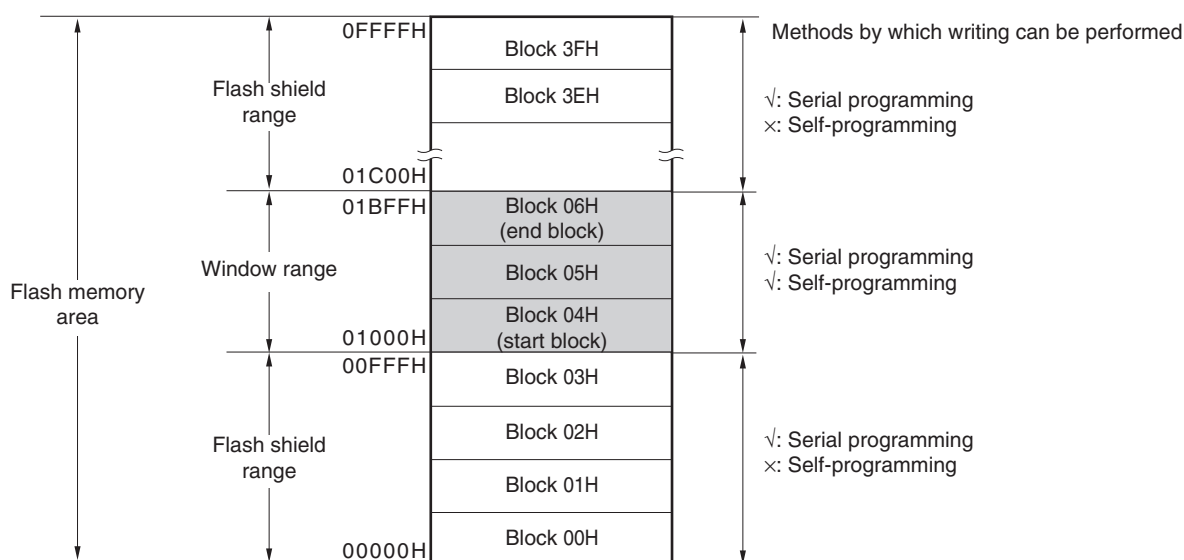 0FFFFH
Methods by which writing can be performed
Block 3FH
Flash shield
range
Block 3EH
√: Serial programming
×: Self-programming
01C00H
01BFFH
Block 06H
(end block)
Window range
Block 05H
√: Serial programming
√: Self-programming
Flash memory
area
Block 04H
(start block)
01000H
00FFFH
Block 03H
Flash shield
range
Block 02H
√: Serial programming
×: Self-programming
Block 01H
Block 00H
00000H